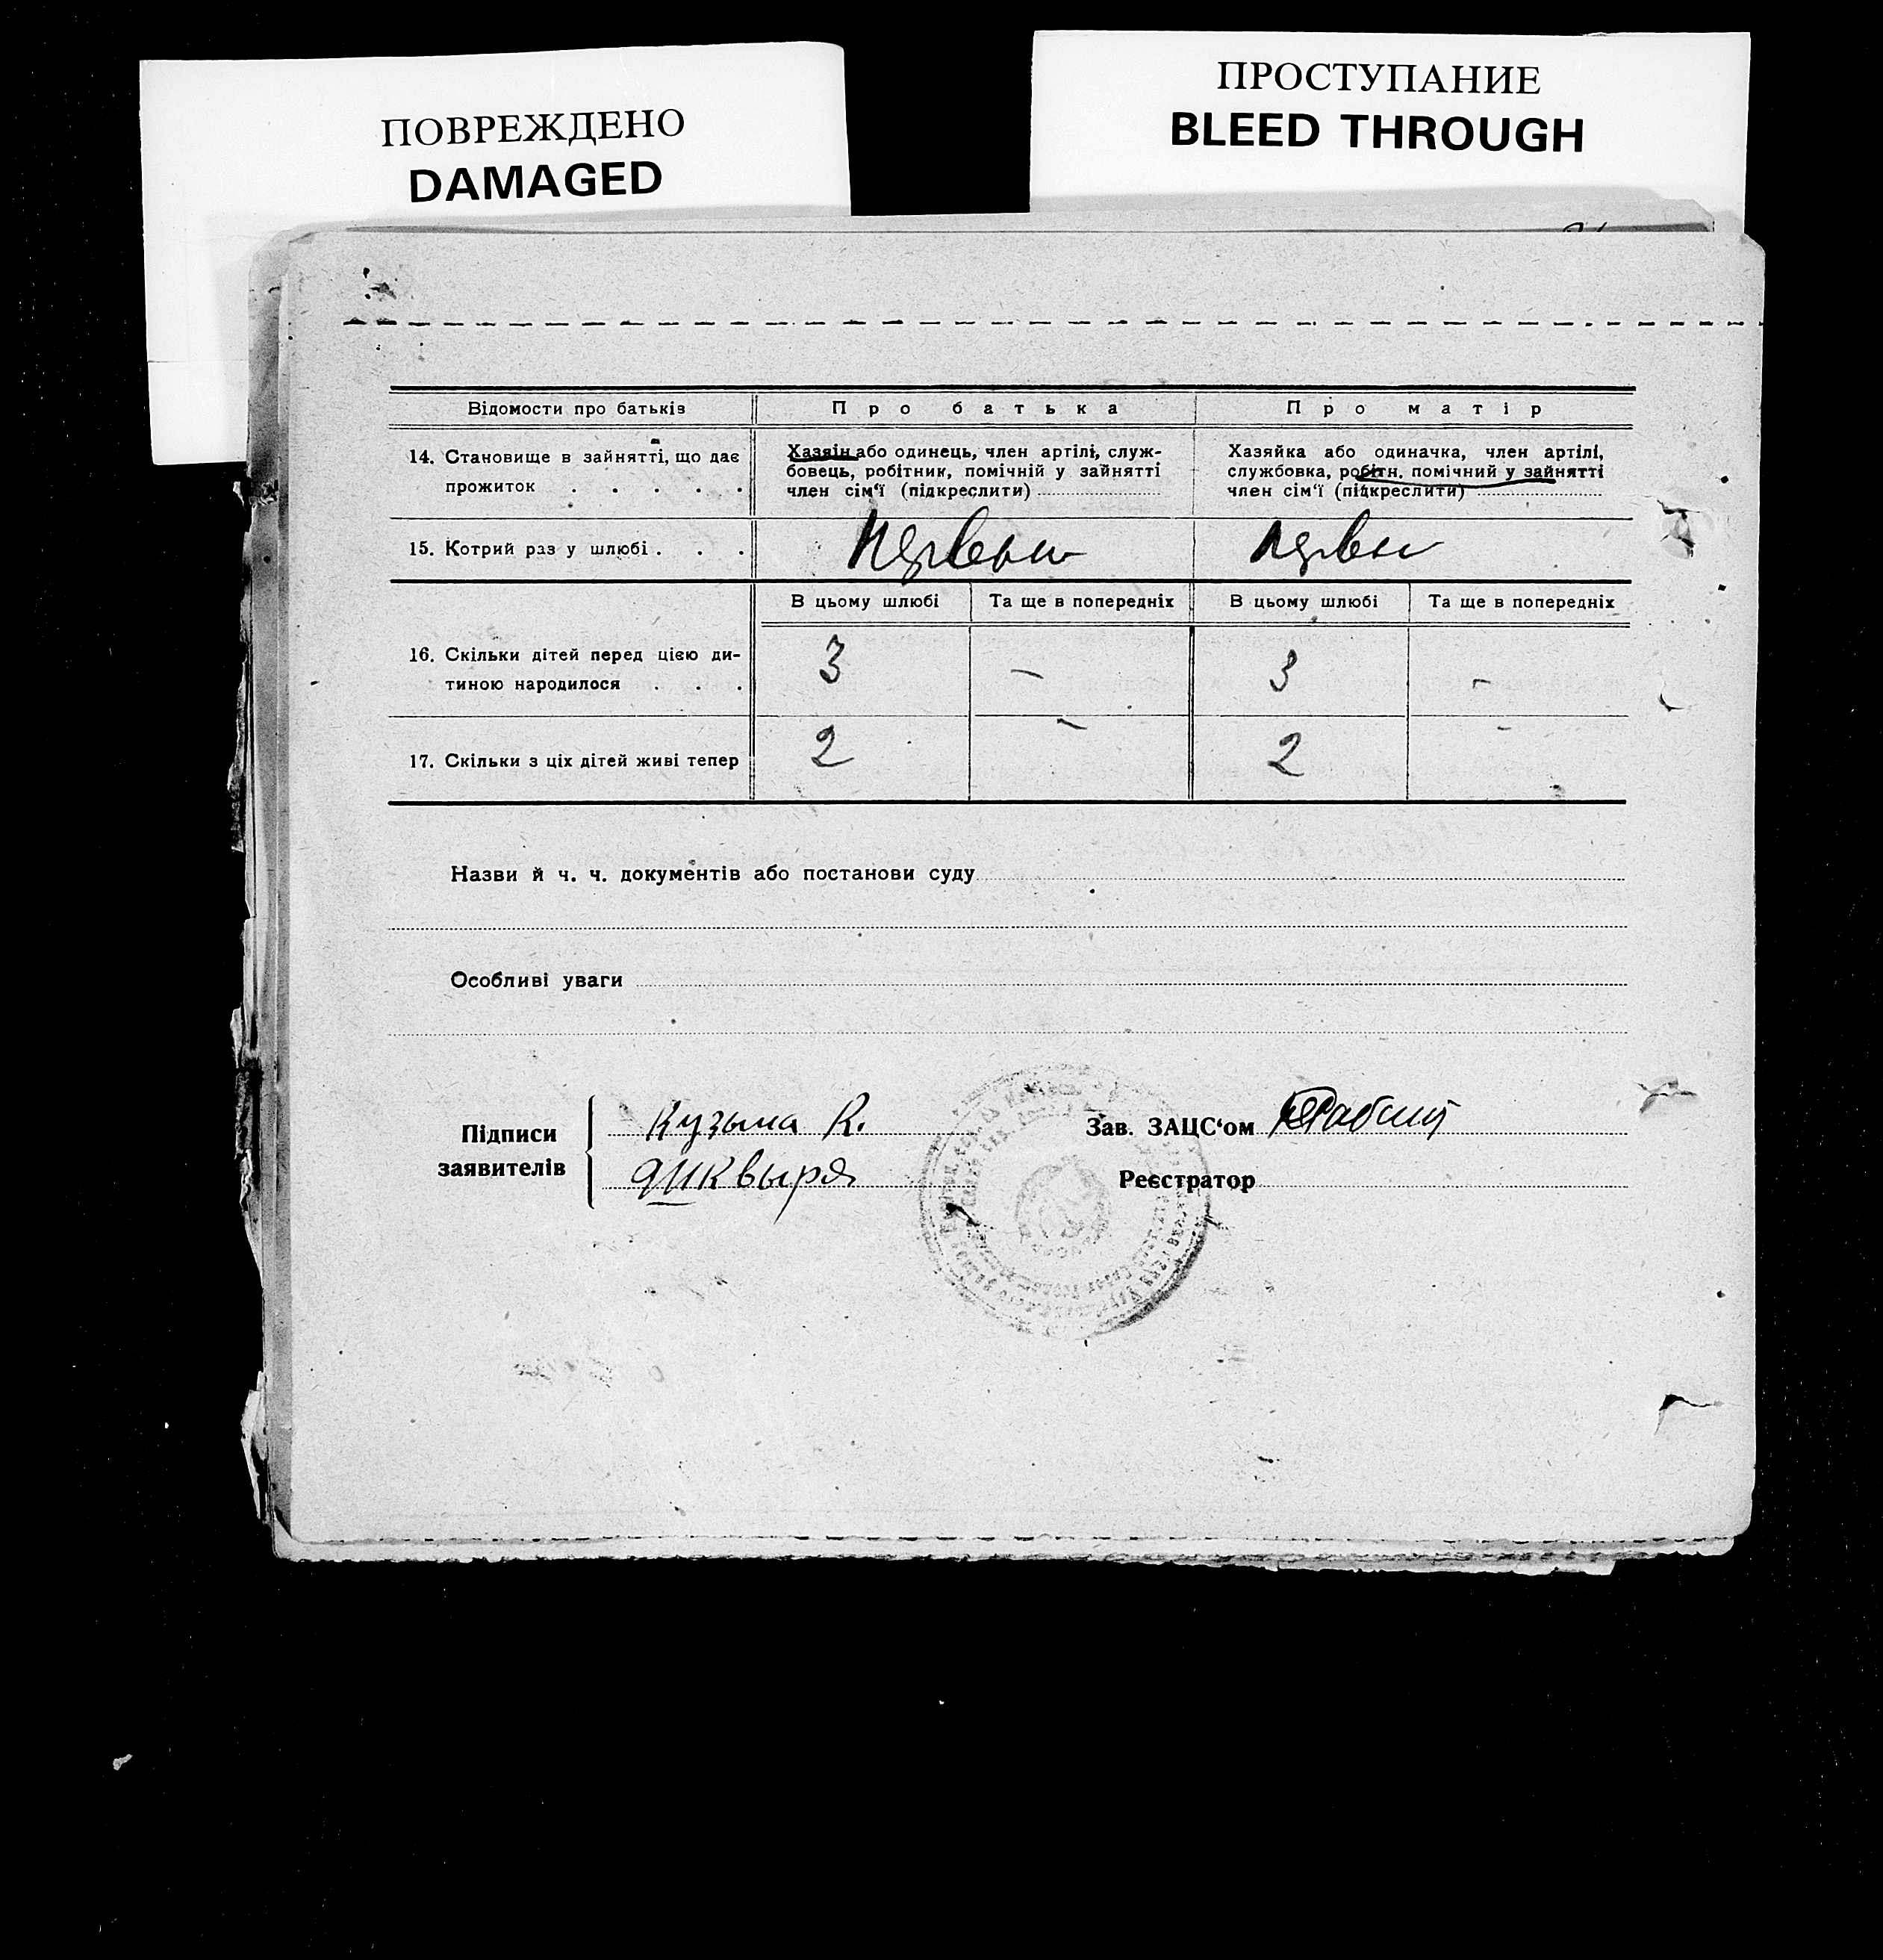 ПОВРЕЖДЕНО
DAMAGED
ПРОСТУПАНИЕ
BLEED THROUGH
Відомости про батьків
Про батька
Про матір
14. Становище в зайнятті, що дає
прожиток . . . . .
Хазяїн або одинець, член артілі, служ-
бовець, робітник, помічній у зайнятті
член сім'ї (підкреслити)
Хазяйка або одиначка, член артілі,
службовка, робітн. помічний у зайнятті
член сім'ї (підкреслити)
15. Котрий раз у шлюбі . . .
В цьому шлюбі
Та ще в попередніх
В цьому шлюбі
Та ще в попередніх
16. Скільки дітей перед цією ди-
тиною народилося . . .
3
-
3
-
17. Скільки з ціх дітей живі тепер
2
-
2
-
Назви й ч. ч. документів або постанови суду
Особливі уваги
Підписи
заявителів
Кузьма К.
Зав. ЗАЦС'ом
Реєстратор